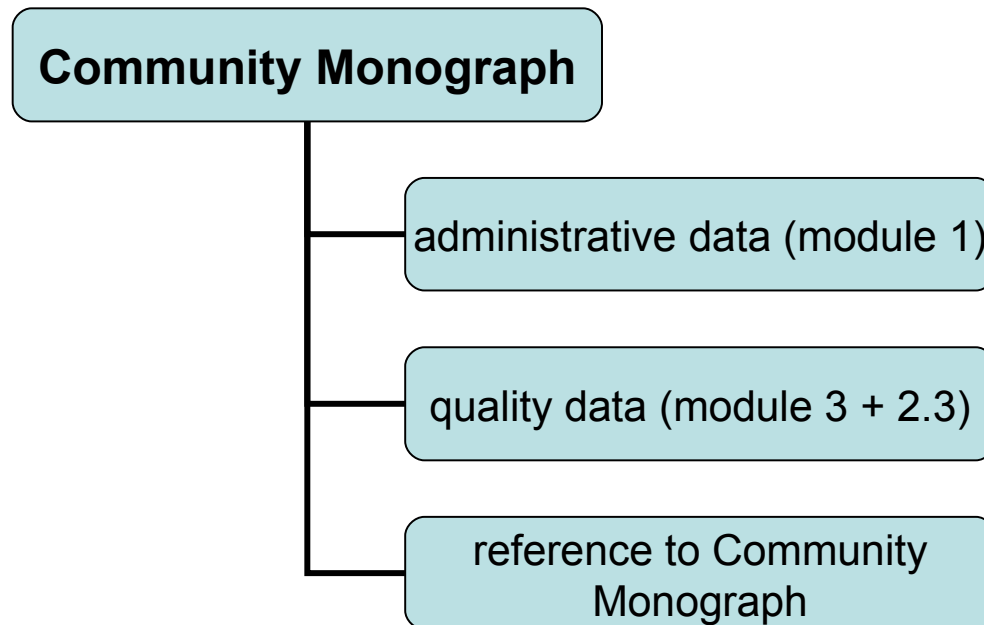 Community Monograph
administrative data (module 1)
quality data (module 3 + 2.3)
reference to Community
Monograph